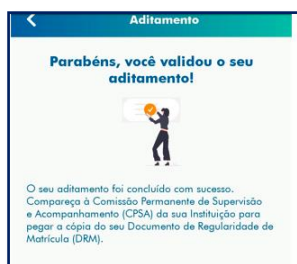 Aditamento
Parabéns, você validou o seu
aditamento!
O seu aditamento foi concluído com sucesso.
Compareça à Comissão Permanente de Supervisão
e Acompanhamento (CPSA) da sua Instituição para
pegar a cópia do seu Documento de Regularidade de
Matrícula (DRM).